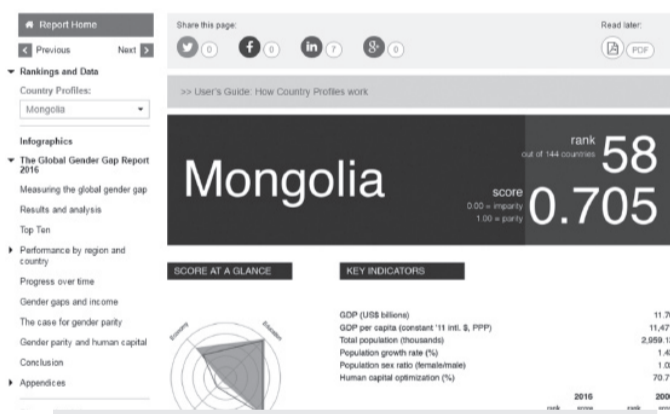 Report Home
Previous Next
Rankings and Data
Country Profiles:
Mongolia
Infographics
The Global Gender Gap Report
2016
Measuring the global gender gap
Results and analysis
Top Ten
Performance by region and
country
Progress over time
Gender gaps and income
The case for gender parity
Gender parity and human capital
Conclusion
Appendices
Share this page:
0 f 0 in 7 g+ 0
Read later:
PDF
>> User's Guide: How Country Profiles work
Mongolia
rank 58
out of 144 countries
score 0.705
0.00 = imparity
1.00 = parity
SCORE AT A GLANCE
Economy
Education
KEY INDICATORS
GDP (US$ billions)
GDP per capita (constant '11 intl. $, PPP) 11,47
Total population (thousands)
Population growth rate (%)
Population sex ratio (female/male)
Human capital optimization (%)
2016
rank score rank